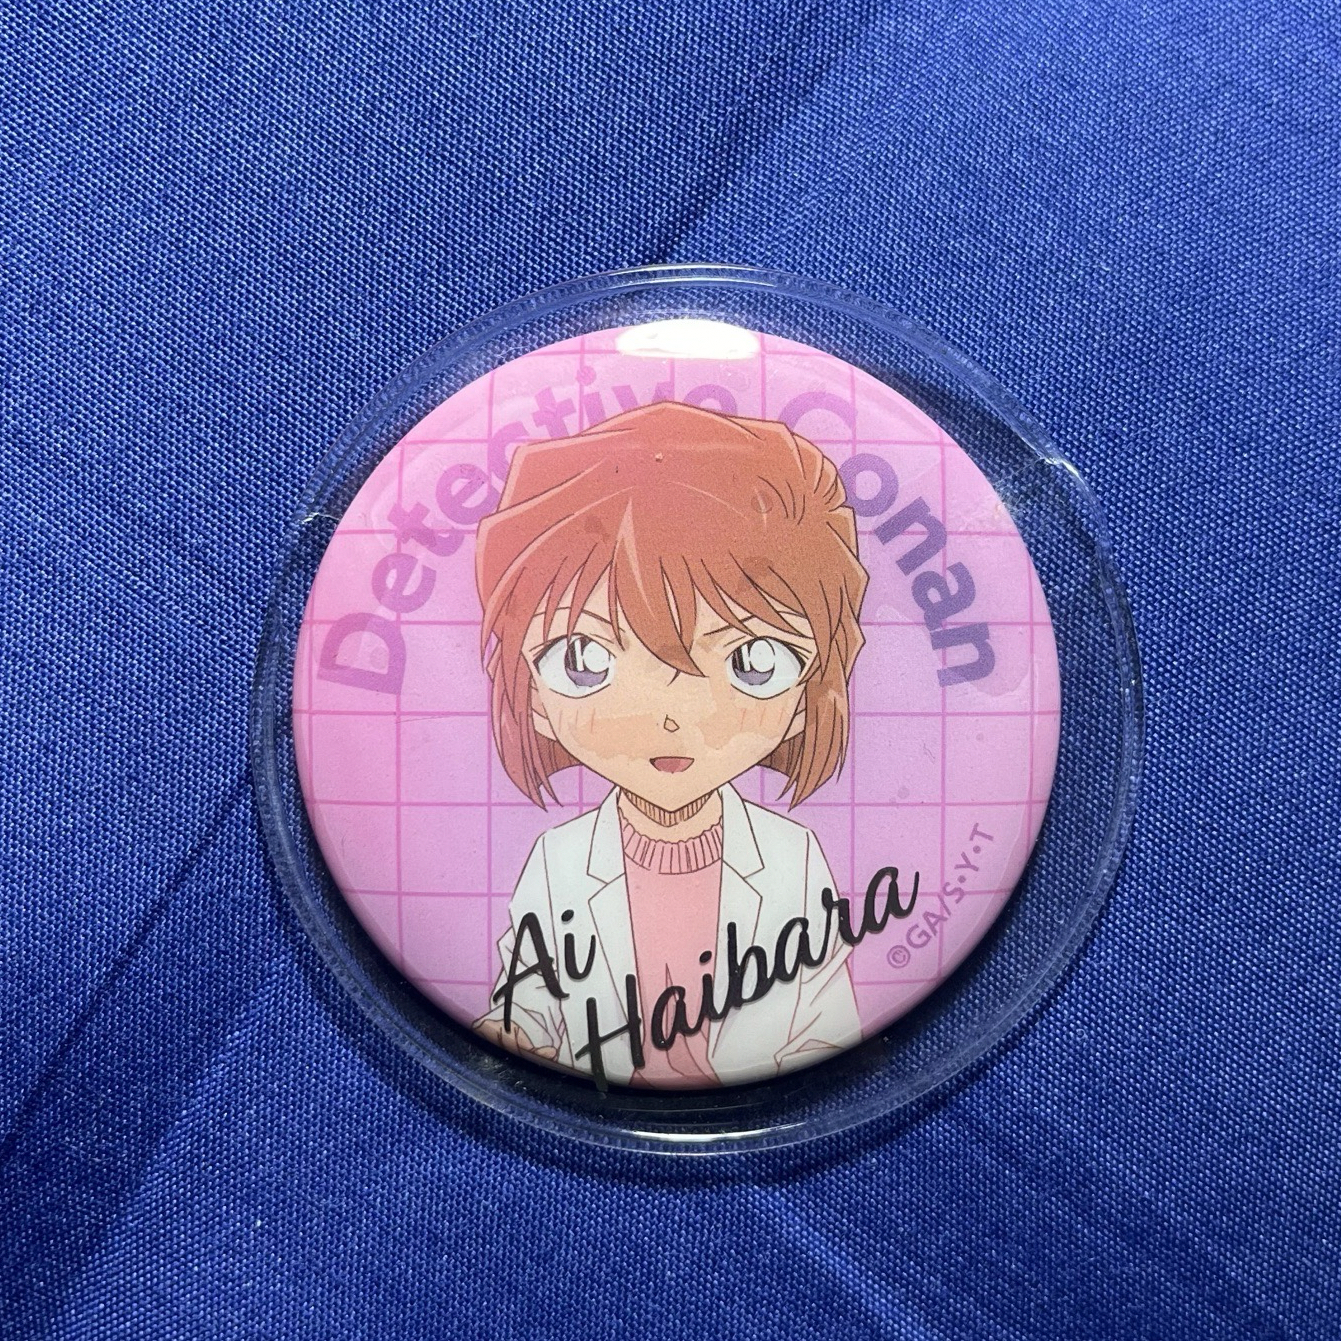 Detective Conan
Ai
Haibara
©GA/S•Y•T